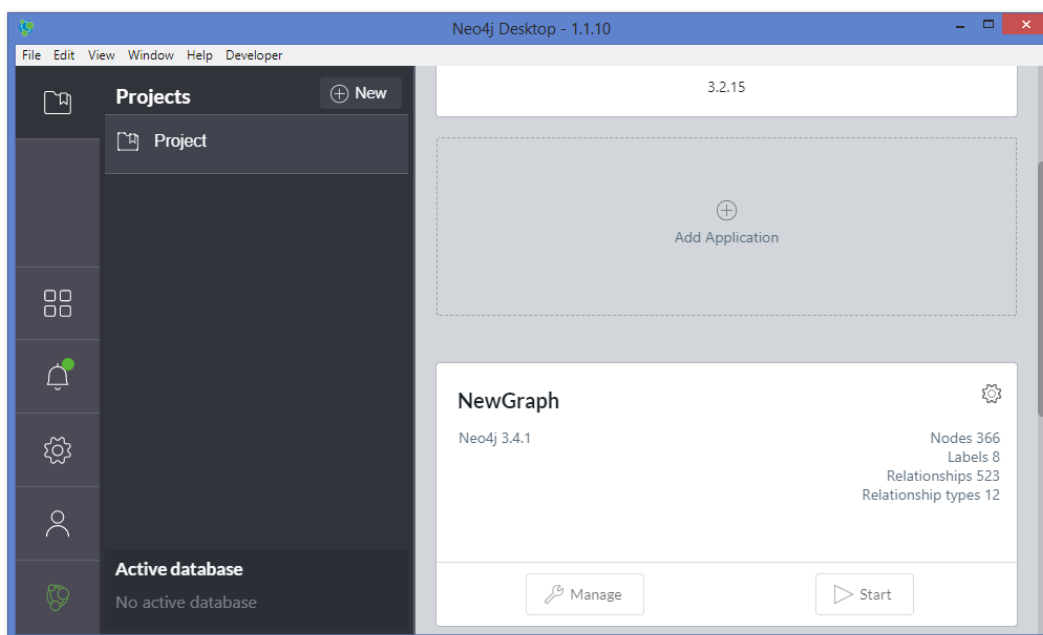 Neo4j Desktop - 1.1.10
File Edit View Window Help Developer
Projects
New
Project
Active database
No active database
3.2.15
Add Application
NewGraph
Neo4j 3.4.1
Nodes 366
Labels 8
Relationships 523
Relationship types 12
Manage
Start